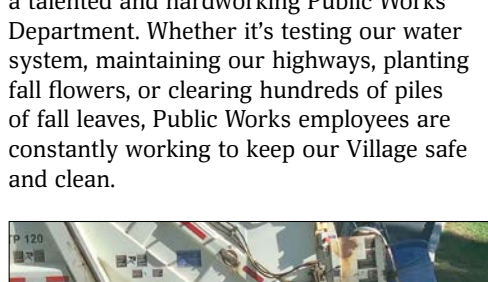 a talented and hardworking Public Works
Department. Whether it's testing our water
system, maintaining our highways, planting
fall flowers, or clearing hundreds of piles
of fall leaves, Public Works employees are
constantly working to keep our Village safe
and clean.
TP 120